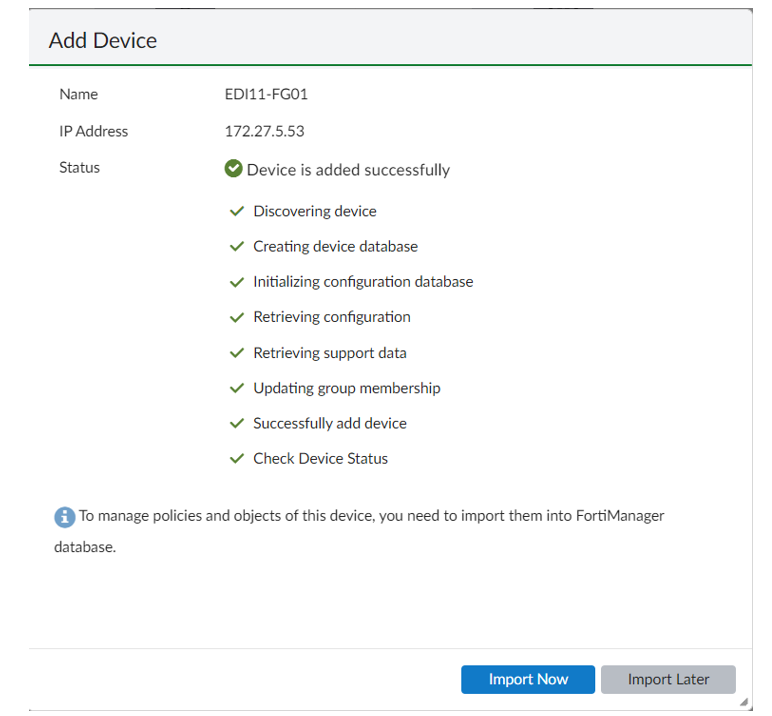 Add Device
Name EDI11-FG01
IP Address 172.27.5.53
Status Device is added successfully
Discovering device
Creating device database
Initializing configuration database
Retrieving configuration
Retrieving support data
Updating group membership
Successfully add device
Check Device Status
To manage policies and objects of this device, you need to import them into FortiManager
database.
Import Now Import Later